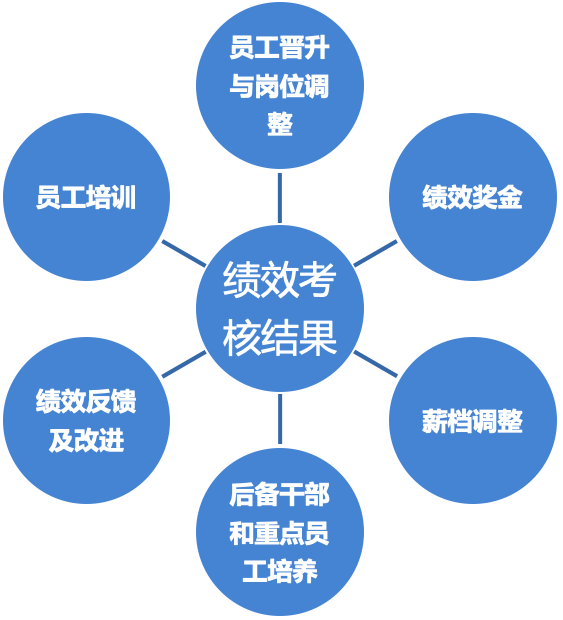 员工晋升
与岗位调
整
员工培训
绩效奖金
绩效考
核结果
绩效反馈
及改进
薪档调整
后备干部
和重点员
工培养